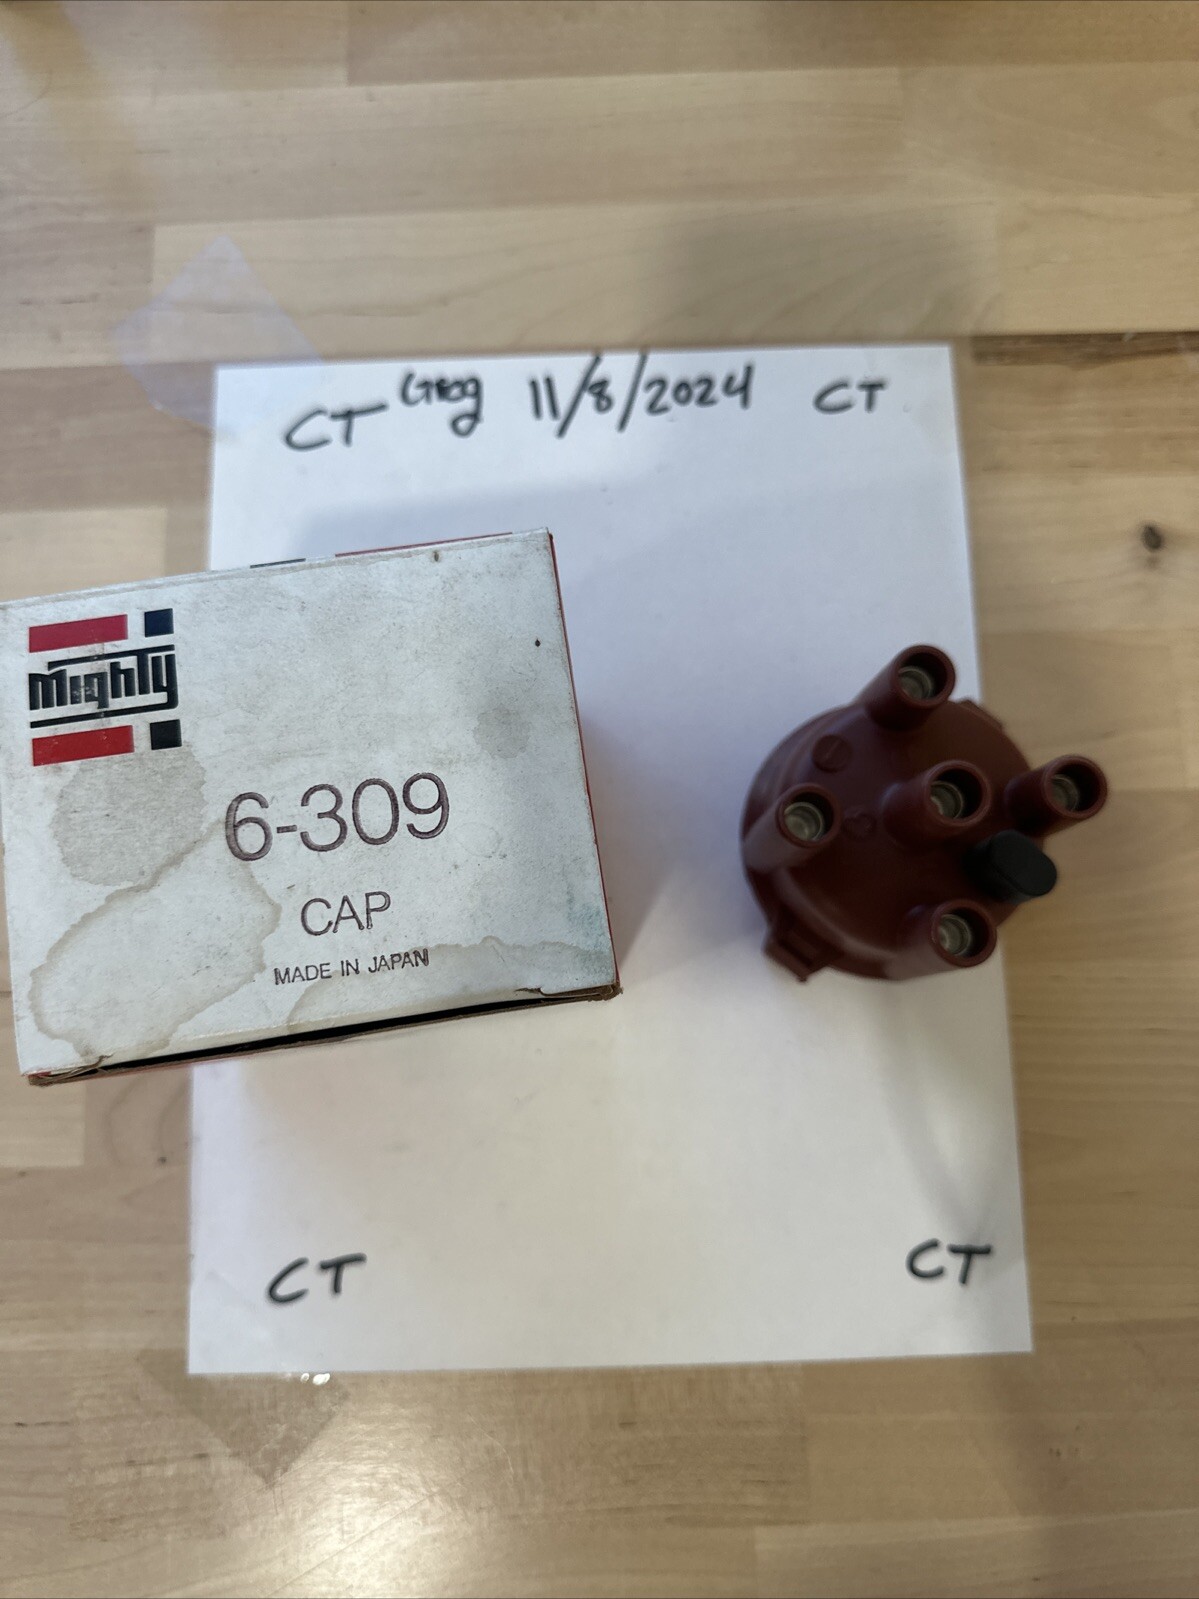 CT Greg 11/8/2024 CT
Mighty
6-309
CAP
MADE IN JAPAN
CT CT